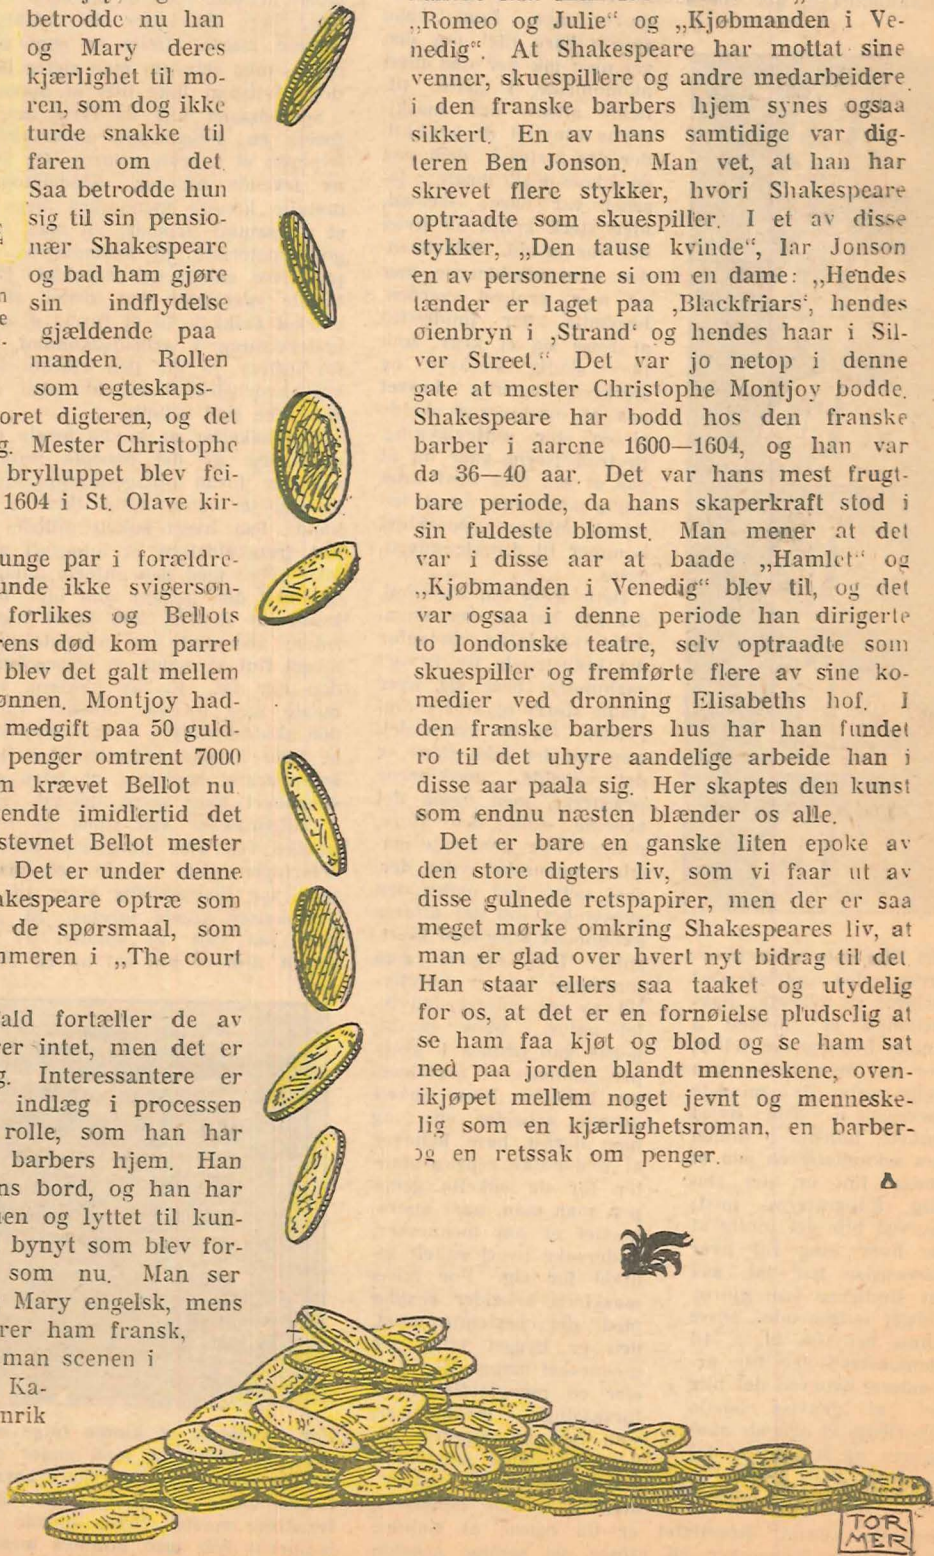 betrodde nu han
og Mary deres
kjærlighet til mo-
ren, som dog ikke
turde snakke til
faren om det.
Saa betrodde hun
sig til sin pensio-
nær Shakespeare
og bad ham gjøre
sin indflydelse
gjældende paa
manden. Rollen
som egteskaps-
oret digteren, og det
g. Mester Christophe
brylluppet blev fei-
1604 i St. Olave kir-
unge par i forældre-
unde ikke svigersøn-
forlikes og Bellots
rens død kom parret
blev det galt mellem
ønnen. Montjoy had-
medgift paa 50 guld-
penger omtrent 7000
m krævet Bellot nu
endte imidlertid det
stevnet Bellot mester
Det er under denne
akespeare optræ som
de spørsmaal, som
mmeren i „The court
ald fortæller de av
er intet, men det er
g. Interessantere er
indlæg i processen
rolle, som han har
barbers hjem. Han
ns bord, og han har
en og lyttet til kun-
bynyt som blev for-
som nu. Man ser
Mary engelsk, mens
rer ham fransk,
man scenen i
Ka-
nrik
„Romeo og Julie“ og „Kjøbmanden i Ve-
nedig“. At Shakespeare har mottat sine
venner, skuespillere og andre medarbeidere
i den franske barbers hjem synes ogsaa
sikkert. En av hans samtidige var dig-
teren Ben Jonson. Man vet, at han har
skrevet flere stykker, hvori Shakespeare
optraadte som skuespiller. I et av disse
stykker, „Den tause kvinde“, lar Jonson
en av personerne si om en dame: „Hendes
tænder er laget paa ‚Blackfriars‘, hendes
øienbryn i ‚Strand‘ og hendes haar i Sil-
ver Street.“ Det var jo netop i denne
gate at mester Christophe Montjoy bodde.
Shakespeare har bodd hos den franske
barber i aarene 1600—1604, og han var
da 36—40 aar. Det var hans mest frugt-
bare periode, da hans skaperkraft stod i
sin fuldeste blomst. Man mener at det
var i disse aar at baade „Hamlet“ og
„Kjøbmanden i Venedig“ blev til, og det
var ogsaa i denne periode han dirigerte
to londonske teatre, selv optraadte som
skuespiller og fremførte flere av sine ko-
medier ved dronning Elisabeths hof. I
den franske barbers hus har han fundet
ro til det uhyre aandelige arbeide han i
disse aar paala sig. Her skaptes den kunst
som endnu næsten blænder os alle.
Det er bare en ganske liten epoke av
den store digters liv, som vi faar ut av
disse gulnede retspapirer, men der er saa
meget mørke omkring Shakespeares liv, at
man er glad over hvert nyt bidrag til det
Han staar ellers saa taaket og utydelig
for os, at det er en fornøielse pludselig at
se ham faa kjøt og blod og se ham sat
ned paa jorden blandt menneskene, oven-
ikjøpet mellem noget jevnt og menneske-
lig som en kjærlighetsroman, en barber-
og en retssak om penger.
TOR
MER